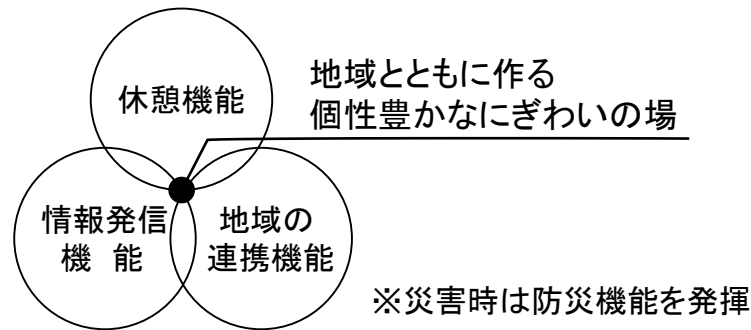 休憩機能
地域とともに作る
個性豊かなにぎわいの場
情報発信
機 能
地域の
連携機能
※災害時は防災機能を発揮